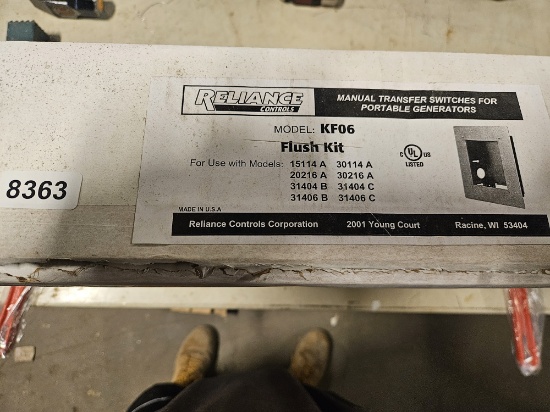 RELIANCE
CONTROLS
MANUAL TRANSFER SWITCHES FOR
PORTABLE GENERATORS
MODEL: KF06
Flush Kit
For Use with Models: 15114 A 30114 A
20216 A 30216 A
31404 B 31404 C
31406 B 31406 C
C UL US
LISTED
MADE IN U.S.A
Reliance Controls Corporation 2001 Young Court Racine, WI 53404
8363